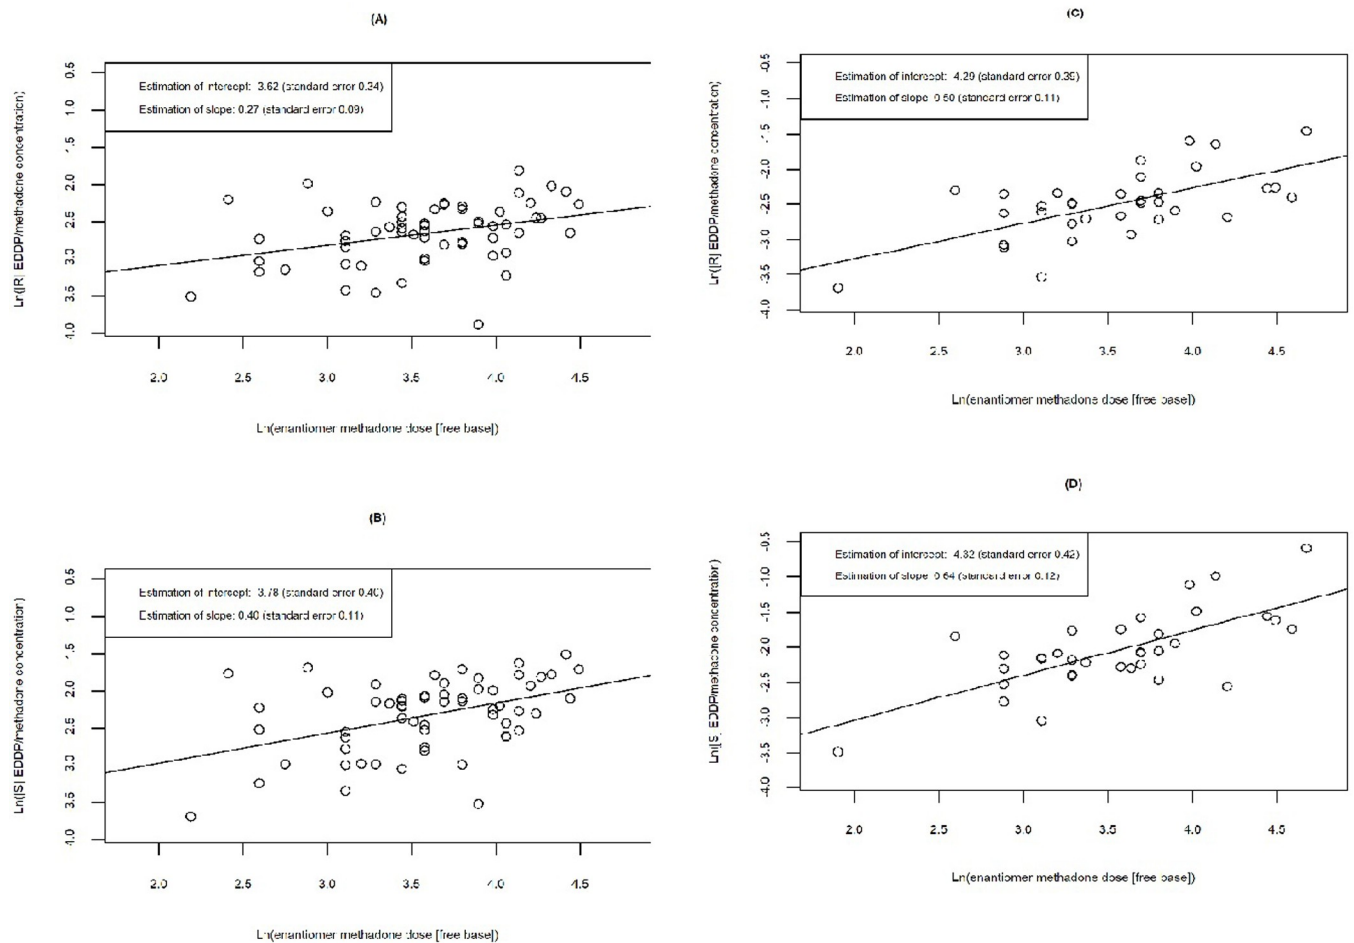 (A)
Estimation of intercept: -3.62 (standard error 0.34)
Estimation of slope: 0.27 (standard error 0.09)
Ln([R] EDDP/methadone concentration)
0.5
1.0
1.5
2.0
2.5
3.0
3.5
4.0
2.0 2.5 3.0 3.5 4.0 4.5
Ln(enantiomer methadone dose [free base])
(B)
Estimation of intercept: -3.78 (standard error 0.40)
Estimation of slope: 0.40 (standard error 0.11)
Ln([S] EDDP/methadone concentration)
0.5
1.0
1.5
2.0
2.5
3.0
3.5
4.0
2.0 2.5 3.0 3.5 4.0 4.5
Ln(enantiomer methadone dose [free base])
(C)
Estimation of intercept: -4.29 (standard error 0.39)
Estimation of slope: 0.50 (standard error 0.11)
Ln([R] EDDP/methadone concentration)
-0.5
-1.0
-1.5
-2.0
-2.5
-3.0
-3.5
-4.0
2.0 2.5 3.0 3.5 4.0 4.5
Ln(enantiomer methadone dose [free base])
(D)
Estimation of intercept: -4.32 (standard error 0.42)
Estimation of slope: 0.64 (standard error 0.12)
Ln([S] EDDP/methadone concentration)
-0.5
-1.0
-1.5
-2.0
-2.5
-3.0
-3.5
-4.0
2.0 2.5 3.0 3.5 4.0 4.5
Ln(enantiomer methadone dose [free base])